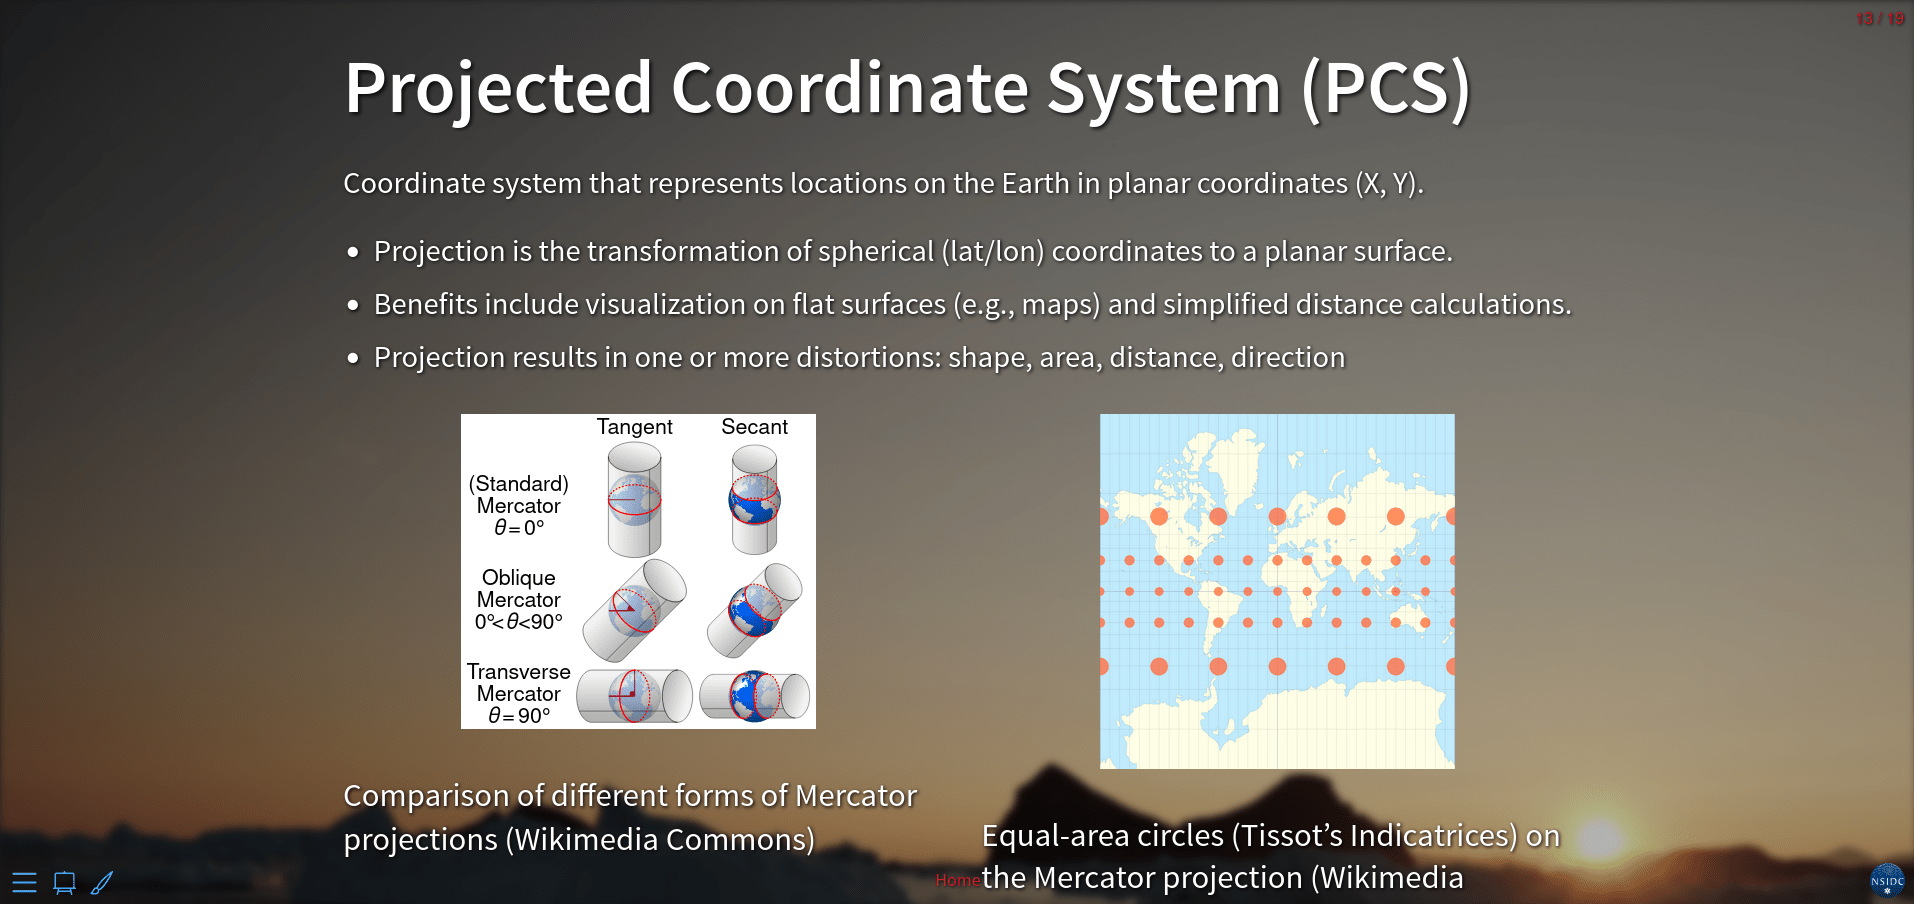 13 / 19
Projected Coordinate System (PCS)
Coordinate system that represents locations on the Earth in planar coordinates (X, Y).
• Projection is the transformation of spherical (lat/lon) coordinates to a planar surface.
• Benefits include visualization on flat surfaces (e.g., maps) and simplified distance calculations.
• Projection results in one or more distortions: shape, area, distance, direction
Tangent Secant
(Standard)
Mercator
θ = 0°
Oblique
Mercator
0°< θ <90°
Transverse
Mercator
θ = 90°
Comparison of different forms of Mercator
projections (Wikimedia Commons)
Equal-area circles (Tissot’s Indicatrices) on
the Mercator projection (Wikimedia
Home
NSIDC